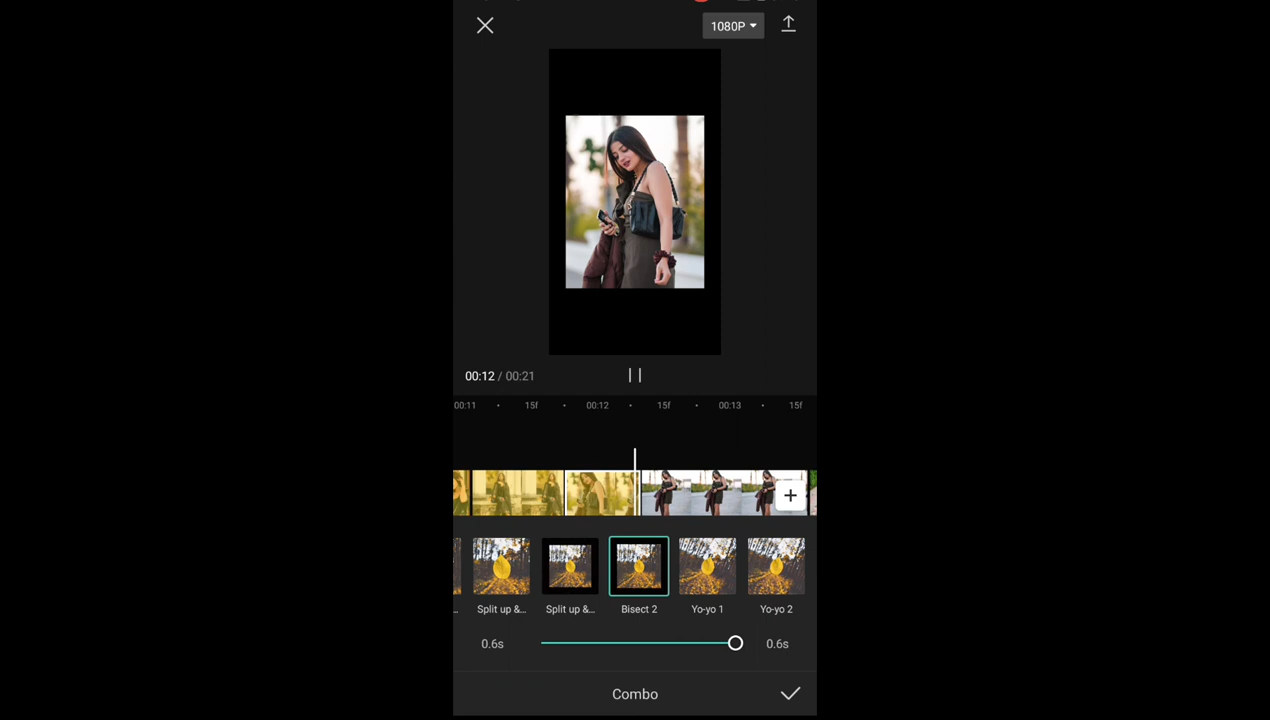 1080P
00:12 / 00:21
00:11 15f 00:12 15f 00:13 15f
Split up &... Split up &... Bisect 2 Yo-yo 1 Yo-yo 2
0.6s 0.6s
Combo